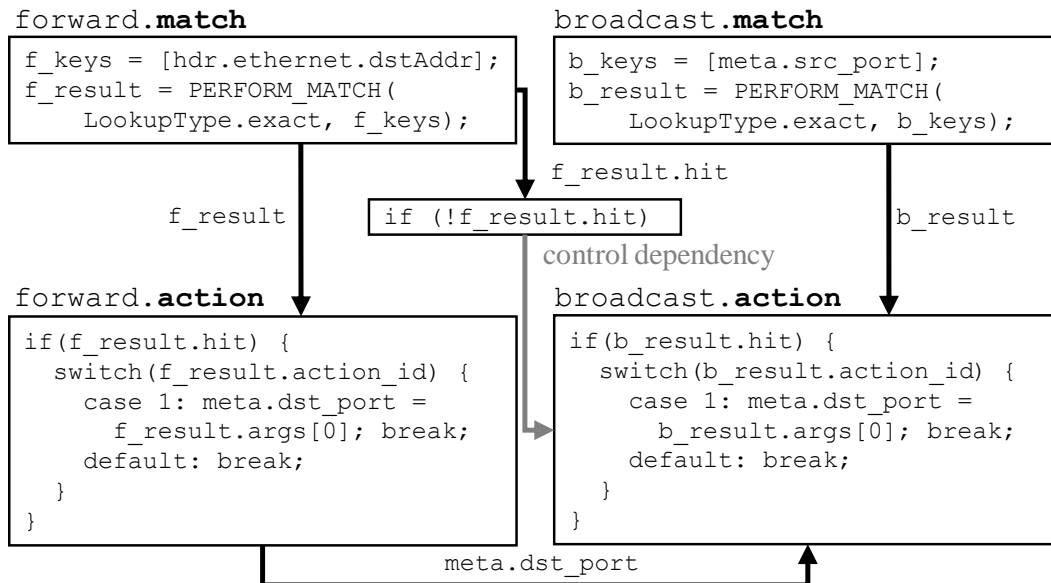 forward.match
f_keys = [hdr.ethernet.dstAddr];
f_result = PERFORM_MATCH(
LookupType.exact, f_keys);
broadcast.match
b_keys = [meta.src_port];
b_result = PERFORM_MATCH(
LookupType.exact, b_keys);
f_result.hit
f_result
if (!f_result.hit)
b_result
control dependency
forward.action
if(f_result.hit) {
switch(f_result.action_id) {
case 1: meta.dst_port =
f_result.args[0]; break;
default: break;
}
}
broadcast.action
if(b_result.hit) {
switch(b_result.action_id) {
case 1: meta.dst_port =
b_result.args[0]; break;
default: break;
}
}
meta.dst_port